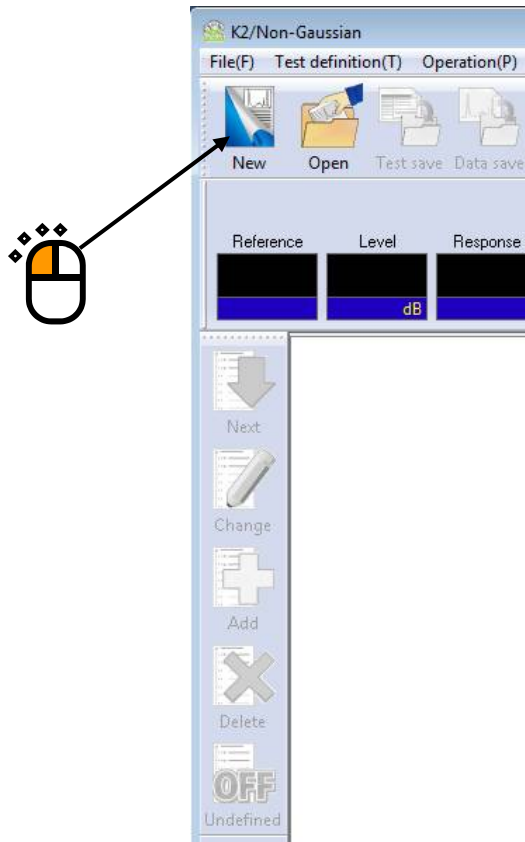 K2/Non-Gaussian
File(F) Test definition(T) Operation(P)
New Open Test save Data save
Reference Level Response
dB
Next
Change
Add
Delete
OFF
Undefined